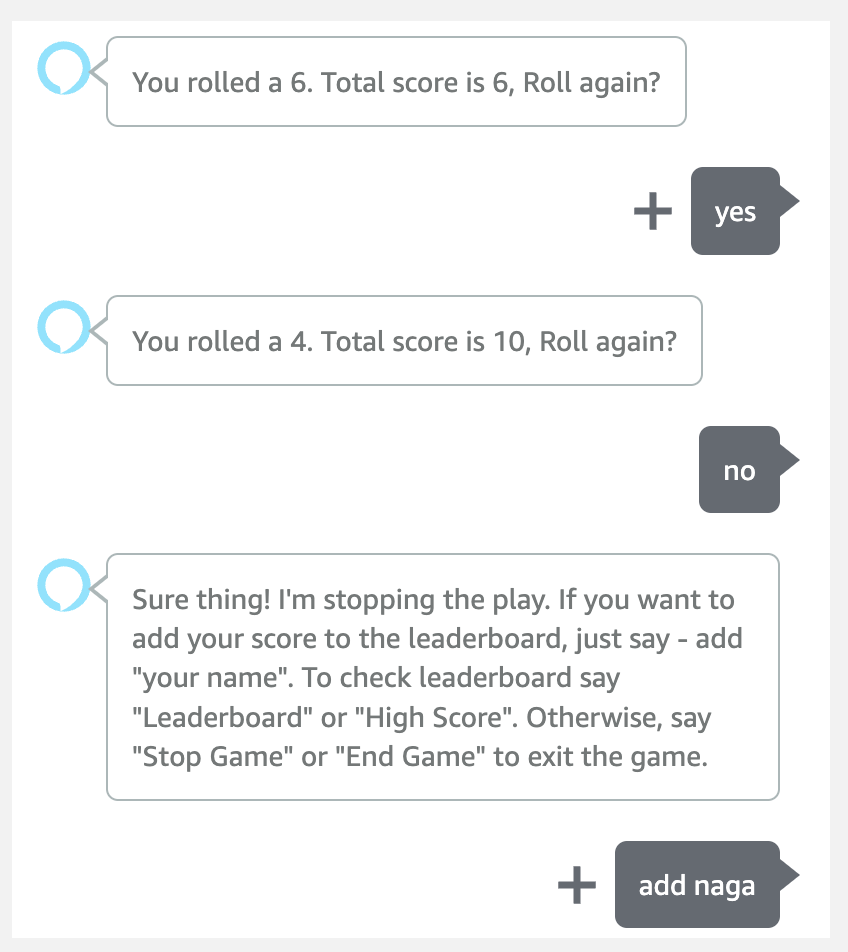 You rolled a 6. Total score is 6, Roll again?
yes
You rolled a 4. Total score is 10, Roll again?
no
Sure thing! I'm stopping the play. If you want to
add your score to the leaderboard, just say - add
"your name". To check leaderboard say
"Leaderboard" or "High Score". Otherwise, say
"Stop Game" or "End Game" to exit the game.
add naga